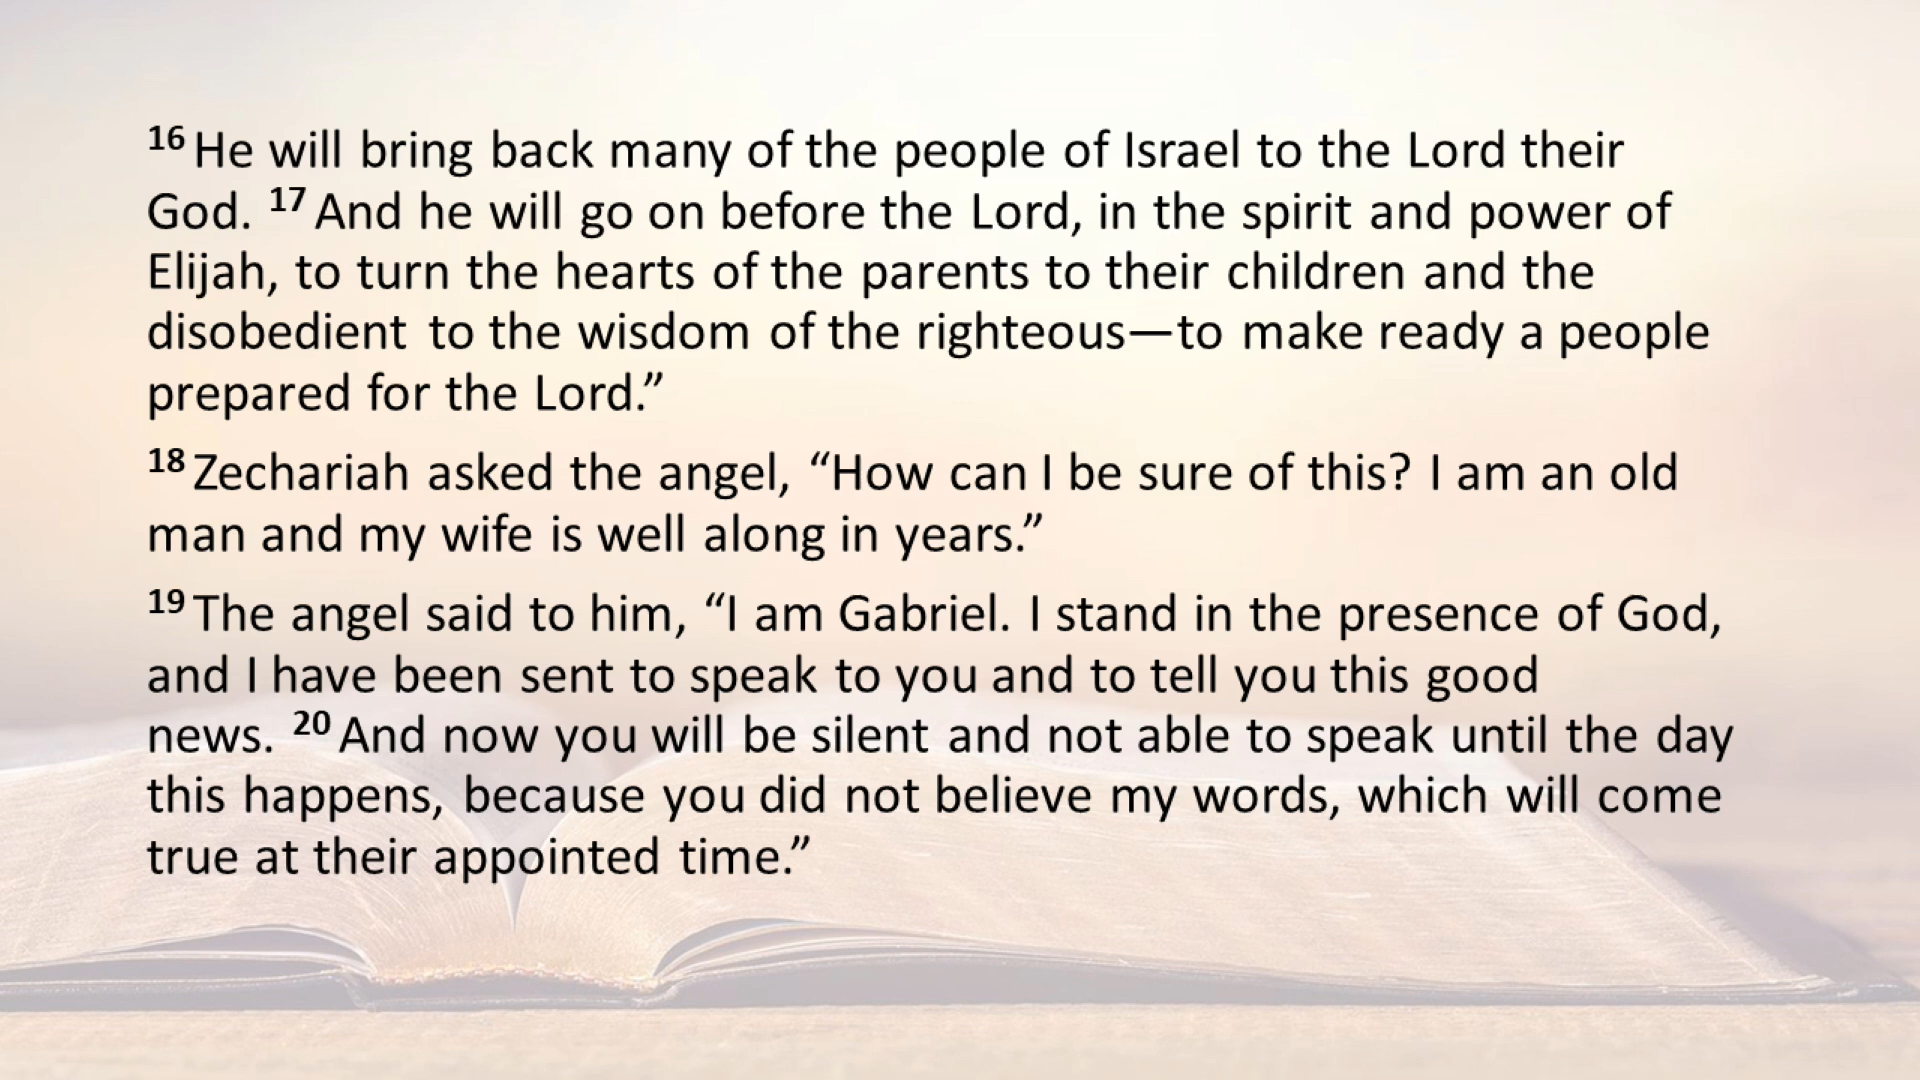 16 He will bring back many of the people of Israel to the Lord their
God. 17 And he will go on before the Lord, in the spirit and power of
Elijah, to turn the hearts of the parents to their children and the
disobedient to the wisdom of the righteous—to make ready a people
prepared for the Lord.”
18 Zechariah asked the angel, “How can I be sure of this? I am an old
man and my wife is well along in years.”
19 The angel said to him, “I am Gabriel. I stand in the presence of God,
and I have been sent to speak to you and to tell you this good
news. 20 And now you will be silent and not able to speak until the day
this happens, because you did not believe my words, which will come
true at their appointed time.”